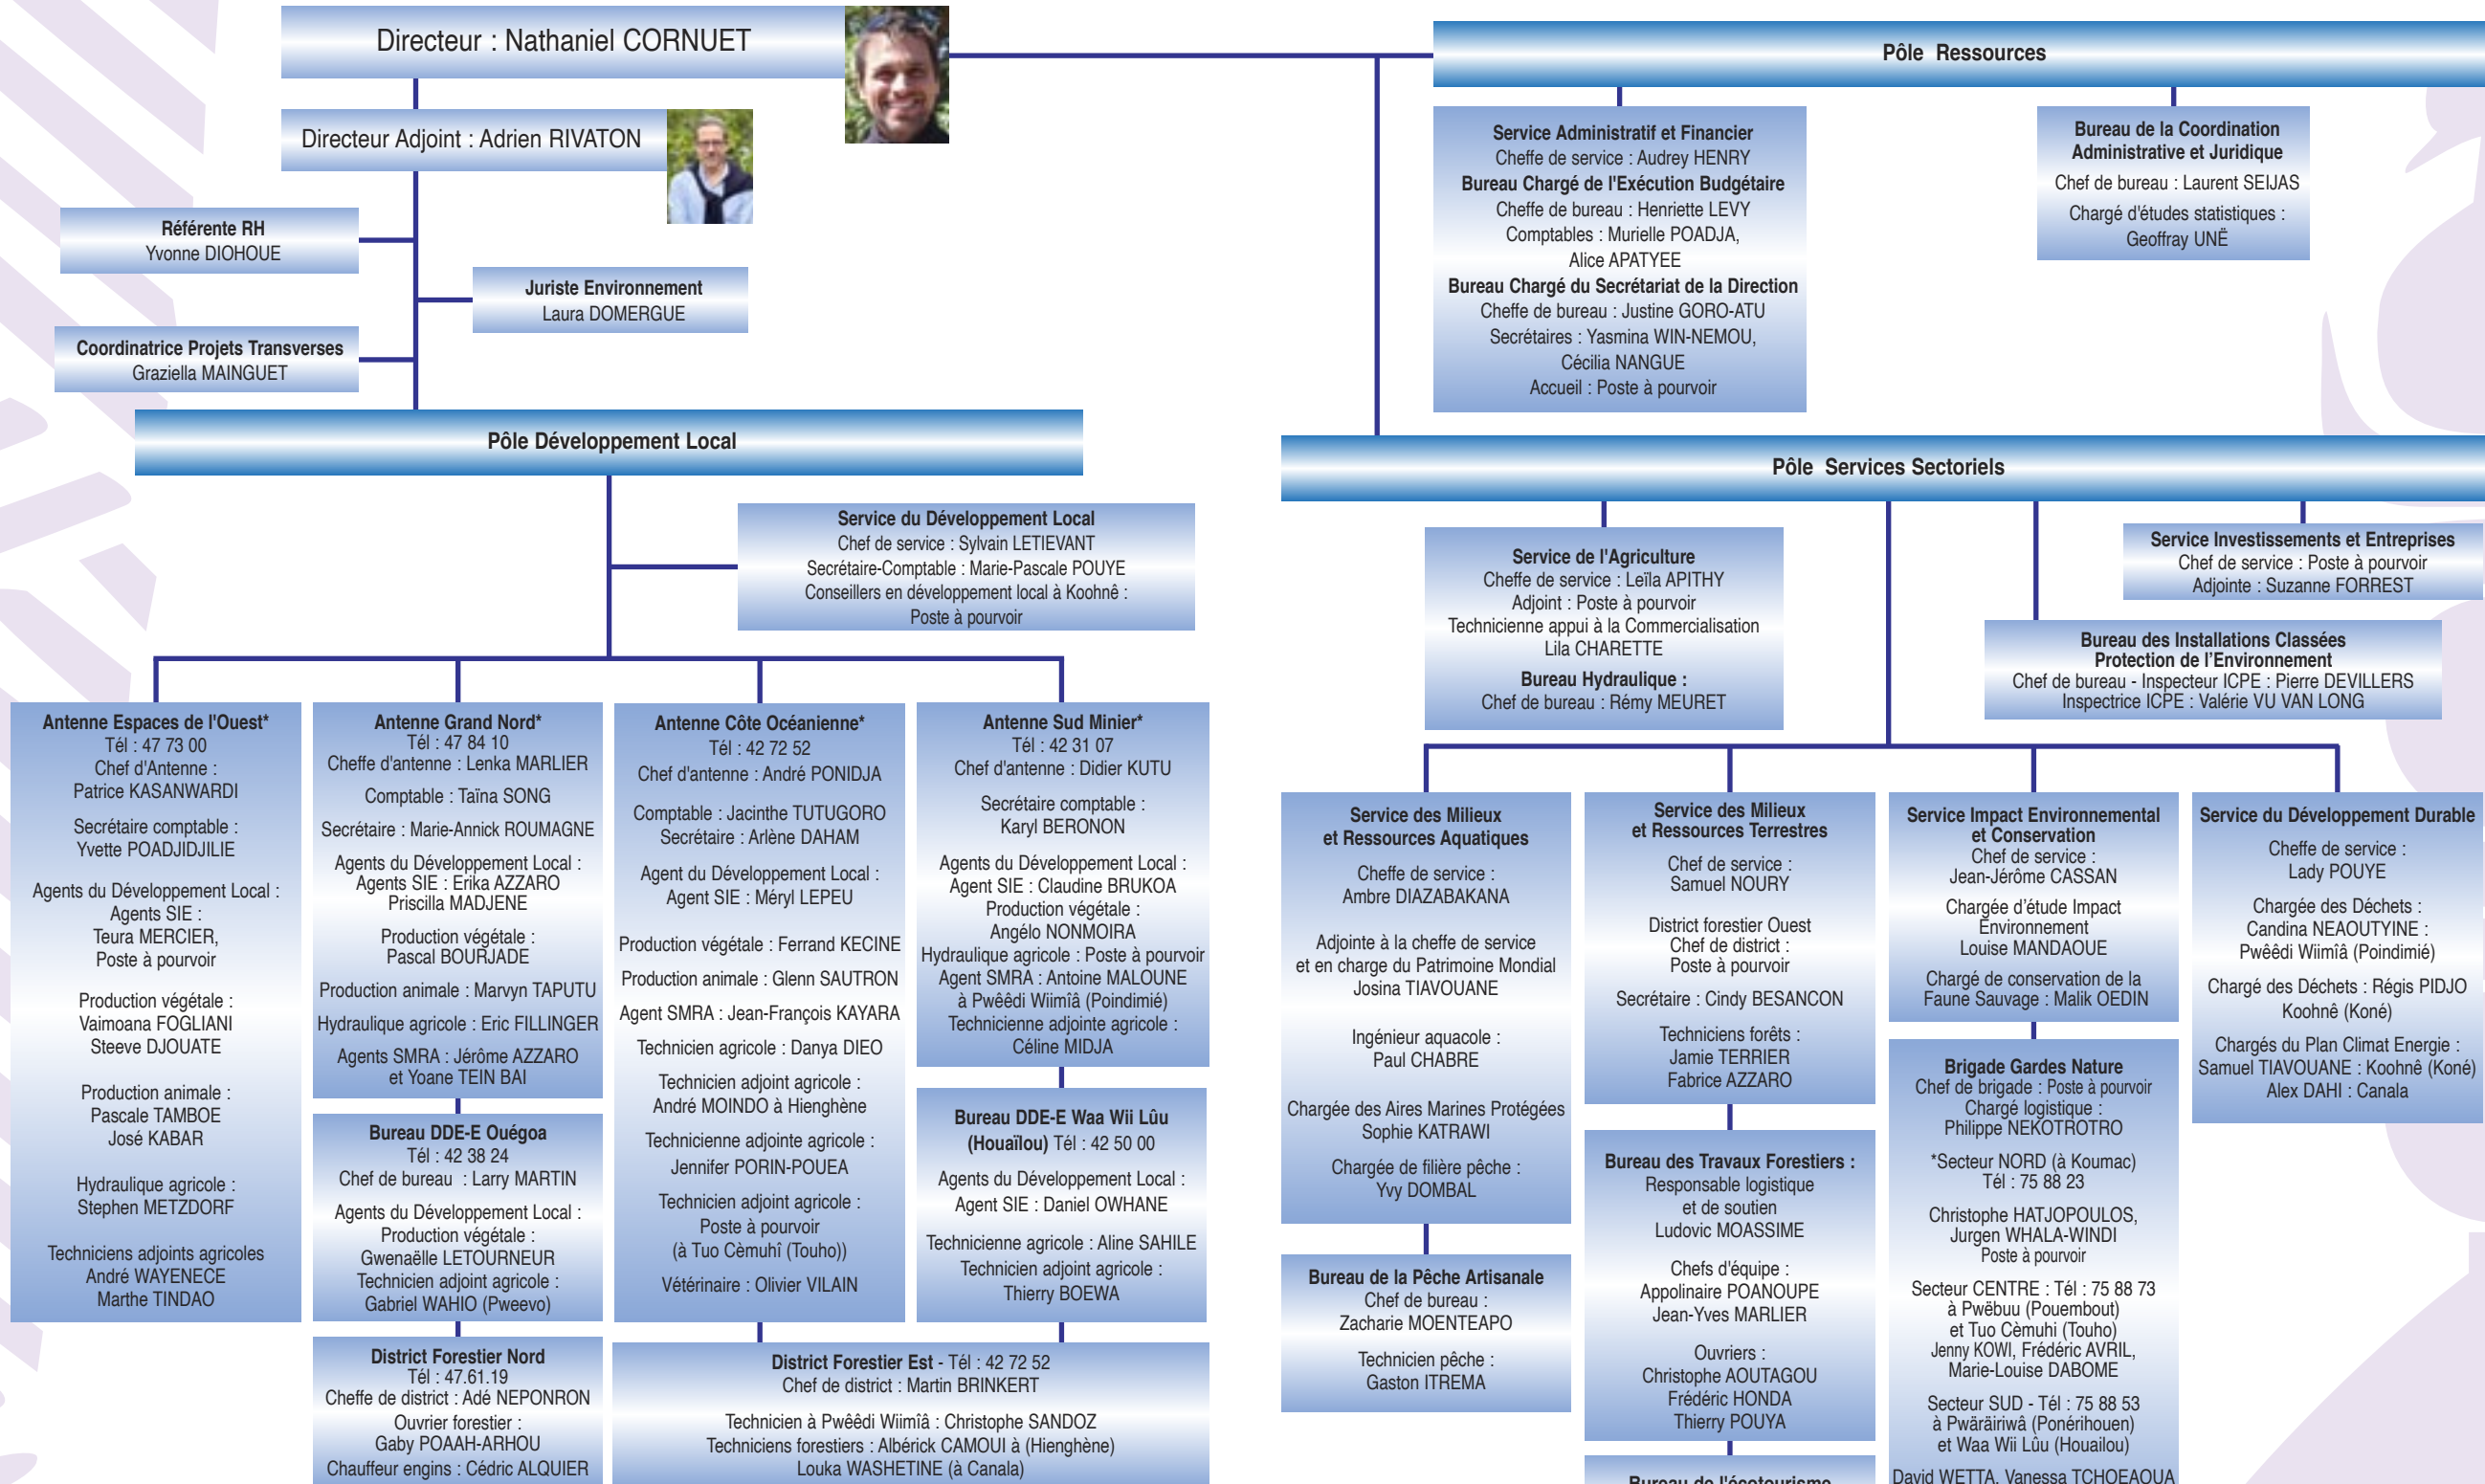 Directeur : Nathaniel CORNUET
Directeur Adjoint : Adrien RIVATON
Référente RH
Yvonne DIOHOUE
Juriste Environnement
Laura DOMERGUE
Coordinatrice Projets Transverses
Graziella MAINGUET
Pôle Ressources
Service Administratif et Financier
Cheffe de service : Audrey HENRY
Bureau Chargé de l'Exécution Budgétaire
Cheffe de bureau : Henriette LEVY
Comptables : Murielle POADJA,
Alice APATYEE
Bureau Chargé du Secrétariat de la Direction
Cheffe de bureau : Justine GORO-ATU
Secrétaires : Yasmina WIN-NEMOU,
Cécilia NANGUE
Accueil : Poste à pourvoir
Bureau de la Coordination
Administrative et Juridique
Chef de bureau : Laurent SEIJAS
Chargé d'études statistiques :
Geoffray UNË
Pôle Développement Local
Service du Développement Local
Chef de service : Sylvain LETIEVANT
Secrétaire-Comptable : Marie-Pascale POUYE
Conseillers en développement local à Koohnê :
Poste à pourvoir
Antenne Espaces de l'Ouest*
Tél : 47 73 00
Chef d'Antenne :
Patrice KASANWARDI
Secrétaire comptable :
Yvette POADJIDJILIE
Agents du Développement Local :
Agents SIE :
Teura MERCIER,
Poste à pourvoir
Production végétale :
Vaimoana FOGLIANI
Steeve DJOUATE
Production animale :
Pascale TAMBOE
José KABAR
Hydraulique agricole :
Stephen METZDORF
Techniciens adjoints agricoles
André WAYENECE
Marthe TINDAO
Antenne Grand Nord*
Tél : 47 84 10
Cheffe d'antenne : Lenka MARLIER
Comptable : Taïna SONG
Secrétaire : Marie-Annick ROUMAGNE
Agents du Développement Local :
Agents SIE : Erika AZZARO
Priscilla MADJENE
Production végétale :
Pascal BOURJADE
Production animale : Marvyn TAPUTU
Hydraulique agricole : Eric FILLINGER
Agents SMRA : Jérôme AZZARO
et Yoane TEIN BAI
Bureau DDE-E Ouégoa
Tél : 42 38 24
Chef de bureau : Larry MARTIN
Agents du Développement Local :
Production végétale :
Gwenaëlle LETOURNEUR
Technicien adjoint agricole :
Gabriel WAHIO (Pweevo)
District Forestier Nord
Tél : 47.61.19
Cheffe de district : Adé NEPONRON
Ouvrier forestier :
Gaby POAAH-ARHOU
Chauffeur engins : Cédric ALQUIER
Antenne Côte Océanienne*
Tél : 42 72 52
Chef d'antenne : André PONIDJA
Comptable : Jacinthe TUTUGORO
Secrétaire : Arlène DAHAM
Agent du Développement Local :
Agent SIE : Méryl LEPEU
Production végétale : Ferrand KECINE
Production animale : Glenn SAUTRON
Agent SMRA : Jean-François KAYARA
Technicien agricole : Danya DIEO
Technicien adjoint agricole :
André MOINDO à Hienghène
Technicienne adjointe agricole :
Jennifer PORIN-POUEA
Technicien adjoint agricole :
Poste à pourvoir
(à Tuo Cèmuhî (Touho))
Vétérinaire : Olivier VILAIN
Antenne Sud Minier*
Tél : 42 31 07
Chef d'antenne : Didier KUTU
Secrétaire comptable :
Karyl BERONON
Agents du Développement Local :
Agent SIE : Claudine BRUKOA
Production végétale :
Angélo NONMOIRA
Hydraulique agricole : Poste à pourvoir
Agent SMRA : Antoine MALOUNE
à Pwêêdi Wiimîâ (Poindimié)
Technicienne adjointe agricole :
Céline MIDJA
Bureau DDE-E Waa Wii Lûu
(Houaïlou) Tél : 42 50 00
Agents du Développement Local :
Agent SIE : Daniel OWHANE
Technicienne agricole : Aline SAHILE
Technicien adjoint agricole :
Thierry BOEWA
District Forestier Est - Tél : 42 72 52
Chef de district : Martin BRINKERT
Technicien à Pwêêdi Wiimîâ : Christophe SANDOZ
Techniciens forestiers : Albérick CAMOUI à (Hienghène)
Louka WASHETINE (à Canala)
Pôle Services Sectoriels
Service de l'Agriculture
Cheffe de service : Leïla APITHY
Adjoint : Poste à pourvoir
Technicienne appui à la Commercialisation
Lila CHARETTE
Bureau Hydraulique :
Chef de bureau : Rémy MEURET
Service Investissements et Entreprises
Chef de service : Poste à pourvoir
Adjointe : Suzanne FORREST
Bureau des Installations Classées
Protection de l'Environnement
Chef de bureau - Inspecteur ICPE : Pierre DEVILLERS
Inspectrice ICPE : Valérie VU VAN LONG
Service des Milieux
et Ressources Aquatiques
Cheffe de service :
Ambre DIAZABAKANA
Adjointe à la cheffe de service
et en charge du Patrimoine Mondial
Josina TIAVOUANE
Ingénieur aquacole :
Paul CHABRE
Chargée des Aires Marines Protégées
Sophie KATRAWI
Chargée de filière pêche :
Yvy DOMBAL
Bureau de la Pêche Artisanale
Chef de bureau :
Zacharie MOENTEAPO
Technicien pêche :
Gaston ITREMA
Service des Milieux
et Ressources Terrestres
Chef de service :
Samuel NOURY
District forestier Ouest
Chef de district :
Poste à pourvoir
Secrétaire : Cindy BESANCON
Techniciens forêts :
Jamie TERRIER
Fabrice AZZARO
Bureau des Travaux Forestiers :
Responsable logistique
et de soutien
Ludovic MOASSIME
Chefs d'équipe :
Appolinaire POANOUPE
Jean-Yves MARLIER
Ouvriers :
Christophe AOUTAGOU
Frédéric HONDA
Thierry POUYA
Bureau de l'écotourisme
Service Impact Environnemental
et Conservation
Chef de service :
Jean-Jérôme CASSAN
Chargée d'étude Impact
Environnement
Louise MANDAOUE
Chargé de conservation de la
Faune Sauvage : Malik OEDIN
Brigade Gardes Nature
Chef de brigade : Poste à pourvoir
Chargé logistique :
Philippe NEKOTROTRO
*Secteur NORD (à Koumac)
Tél : 75 88 23
Christophe HATJOPOULOS,
Jurgen WHALA-WINDI
Poste à pourvoir
Secteur CENTRE : Tél : 75 88 73
à Pwëbuu (Pouembout)
et Tuo Cèmuhi (Touho)
Jenny KOWI, Frédéric AVRIL,
Marie-Louise DABOME
Secteur SUD - Tél : 75 88 53
à Pwäräiriwâ (Ponérihouen)
et Waa Wii Lûu (Houailou)
David WETTA, Vanessa TCHOEAOUA
Service du Développement Durable
Cheffe de service :
Lady POUYE
Chargée des Déchets :
Candina NEAOUTYINE :
Pwêêdi Wiimîâ (Poindimié)
Chargé des Déchets : Régis PIDJO
Koohnê (Koné)
Chargés du Plan Climat Energie :
Samuel TIAVOUANE : Koohnê (Koné)
Alex DAHI : Canala